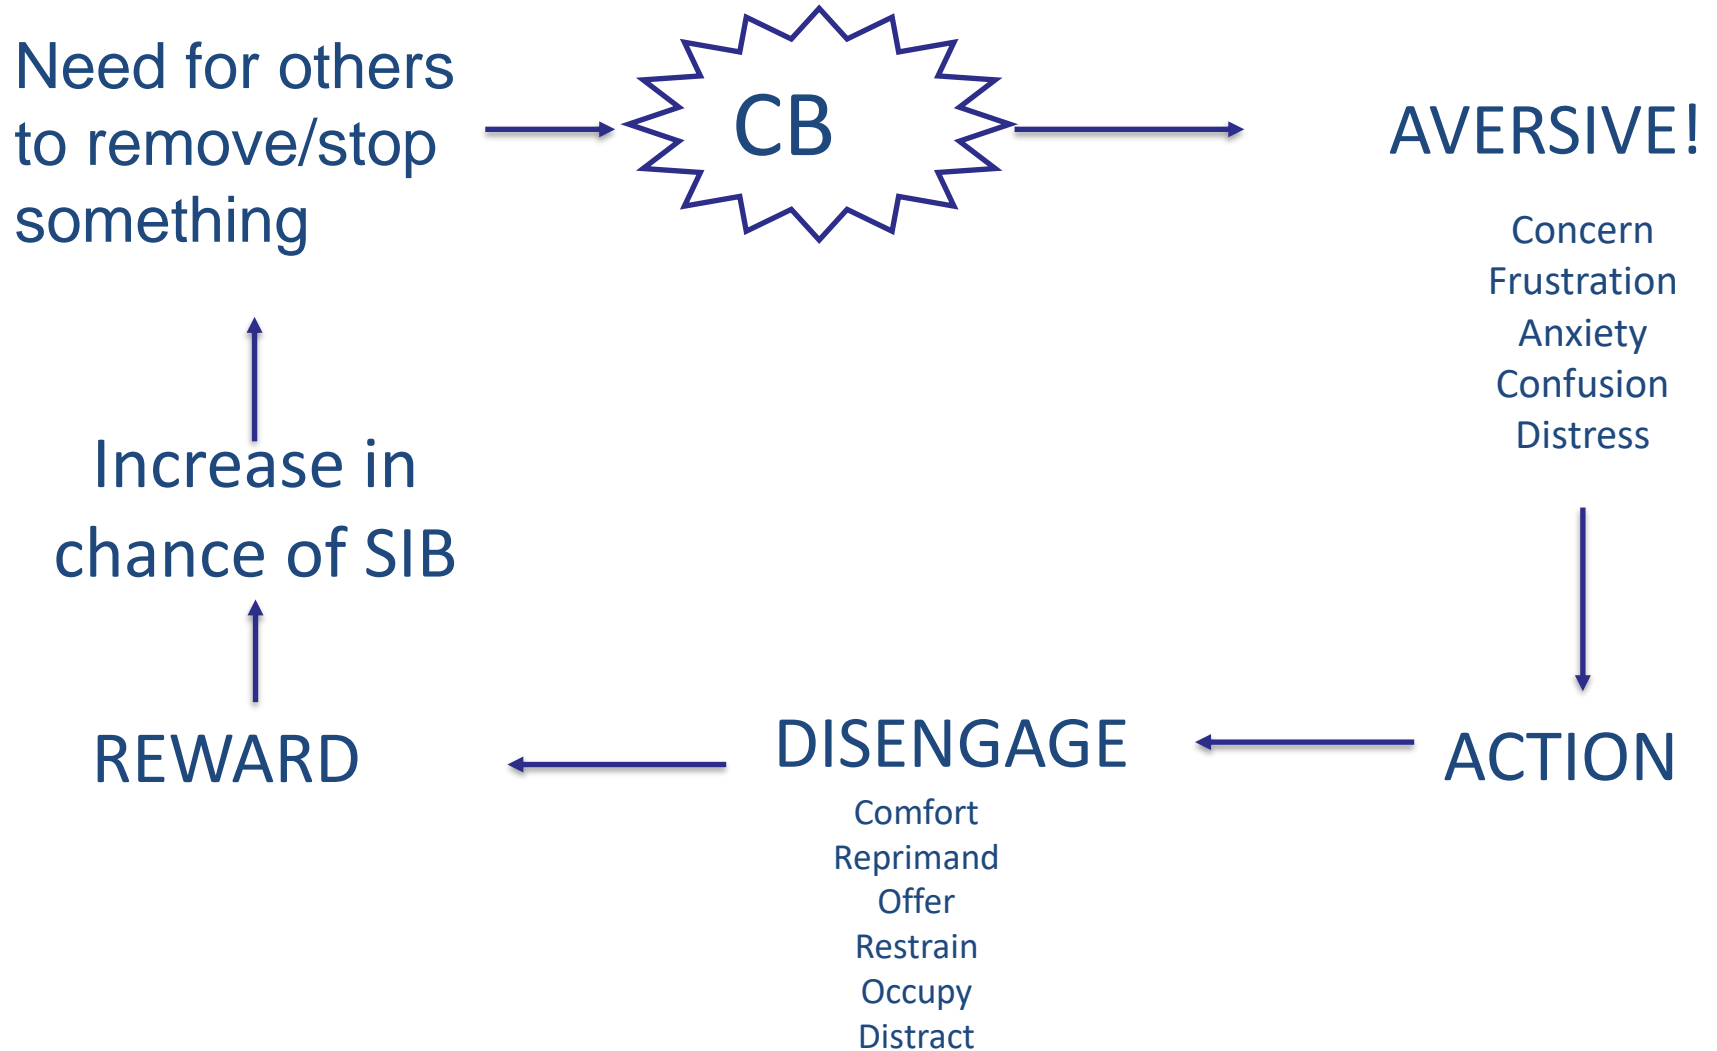 Need for others
to remove/stop
something
CB
AVERSIVE!
Concern
Frustration
Anxiety
Confusion
Distress
ACTION
DISENGAGE
Comfort
Reprimand
Offer
Restrain
Occupy
Distract
REWARD
Increase in
chance of SIB